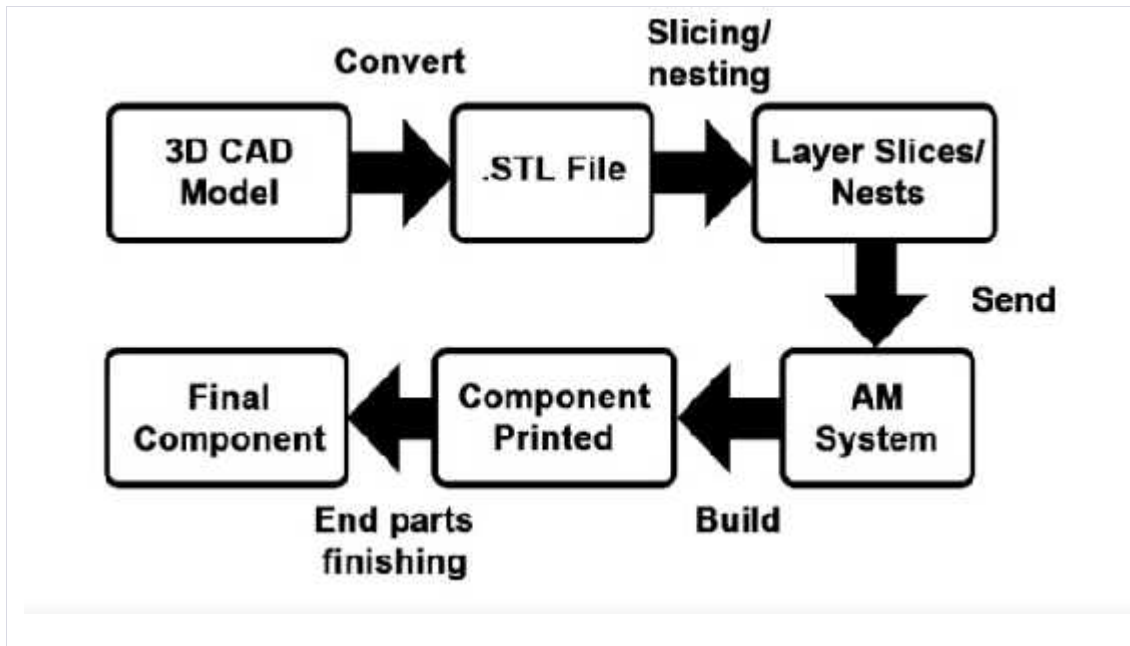 Convert
Slicing/
nesting
3D CAD
Model
.STL File
Layer Slices/
Nests
Send
AM
System
Build
Component
Printed
End parts
finishing
Final
Component